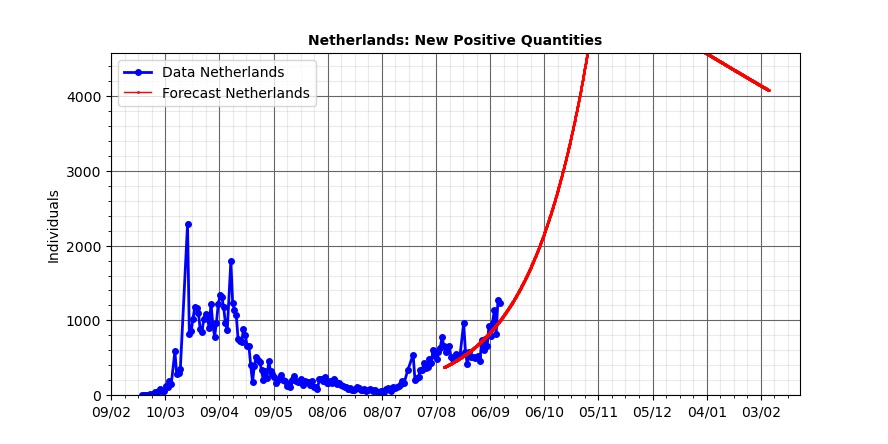 Netherlands: New Positive Quantities
Data Netherlands
Forecast Netherlands
Individuals
4000
3000
2000
1000
0
09/02 10/03 09/04 09/05 08/06 08/07 07/08 06/09 06/10 05/11 05/12 04/01 03/02